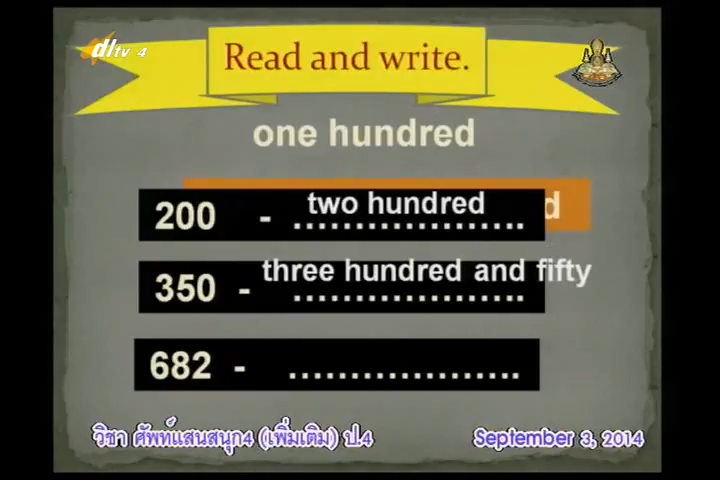 dltv 4
Read and write.
one hundred
d
200 - two hundred
...................
350 - three hundred and fifty
...................
682 - ...................
วิชา ศัพท์แสนสนุก4 (เพิ่มเติม) ป.4
September 3, 2014